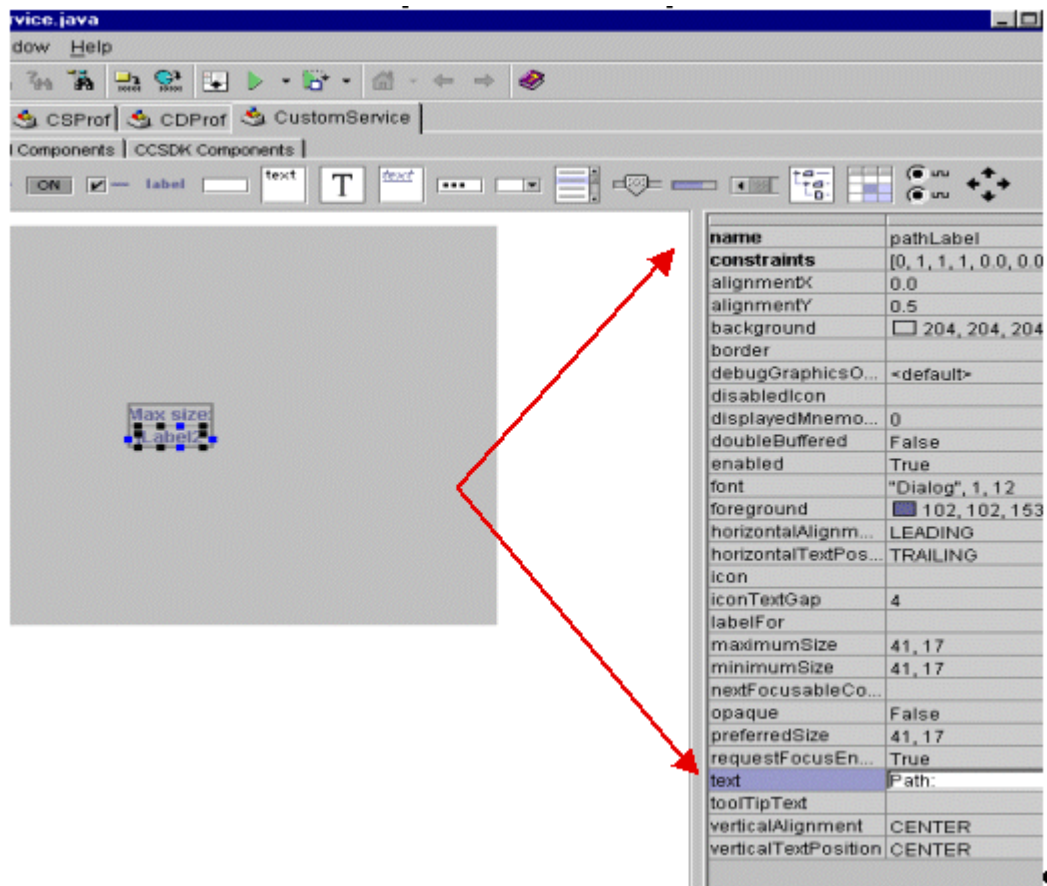 rvice.java
dow Help
CSProf CDProf CustomService
Components CCSDK Components
ON label text T text
Max size:
Label2
name pathLabel
constraints [0, 1, 1, 1, 0.0, 0.0
alignmentX 0.0
alignmentY 0.5
background 204, 204, 204
border
debugGraphicsO... <default>
disabledIcon
displayedMnemo... 0
doubleBuffered False
enabled True
font "Dialog", 1, 12
foreground 102, 102, 153
horizontalAlignm... LEADING
horizontalTextPos... TRAILING
icon
iconTextGap 4
labelFor
maximumSize 41, 17
minimumSize 41, 17
nextFocusableCo...
opaque False
preferredSize 41, 17
requestFocusEn... True
text Path:
toolTipText
verticalAlignment CENTER
verticalTextPosition CENTER